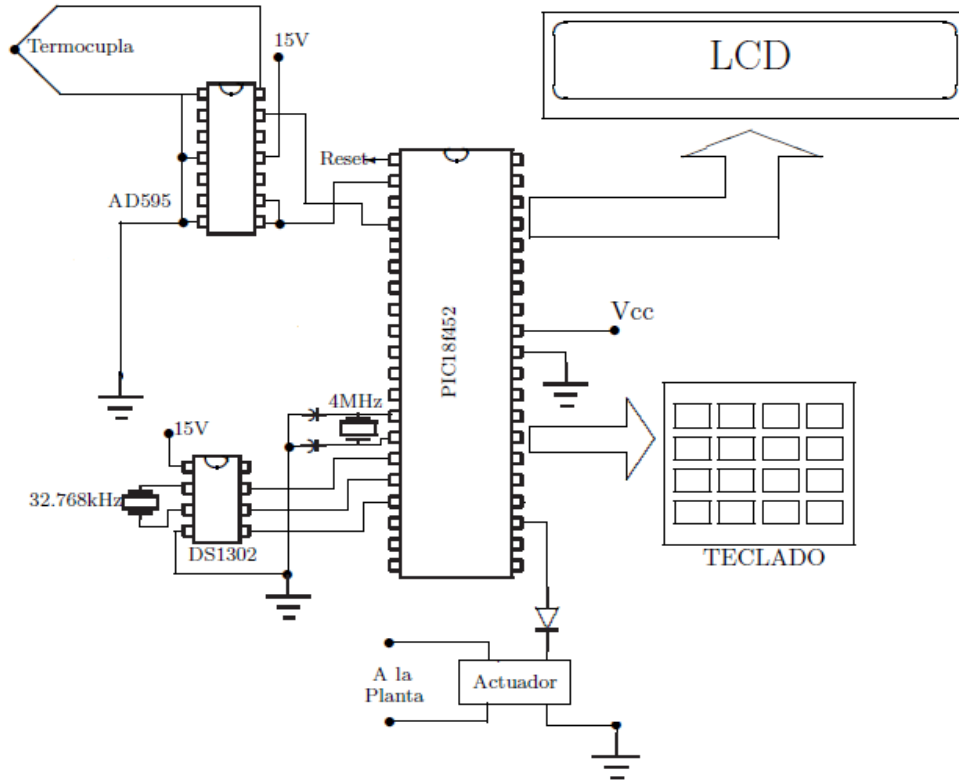 Termocupla
15V
LCD
Reset
AD595
PIC18f452
Vcc
4MHz
15V
32.768kHz
DS1302
TECLADO
A la
Planta
Actuador